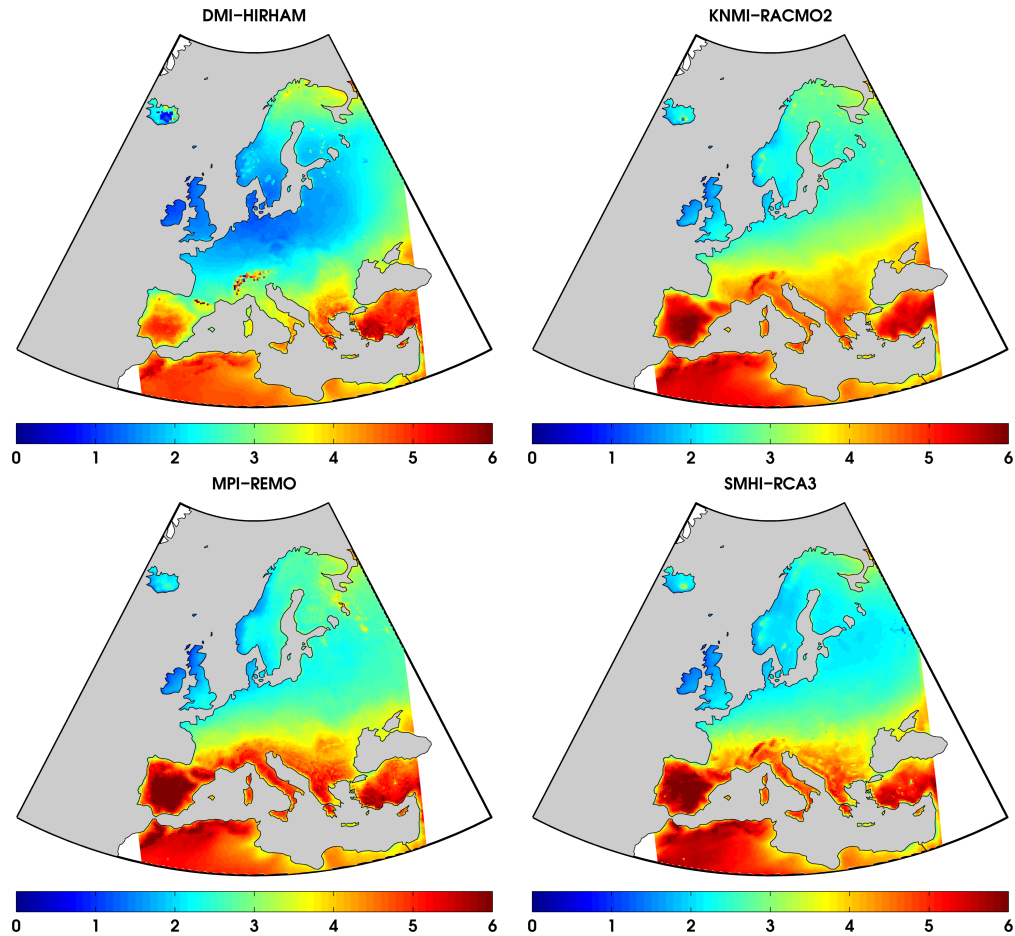 DMI-HIRHAM
KNMI-RACMO2
0 1 2 3 4 5 6
0 1 2 3 4 5 6
MPI-REMO
SMHI-RCA3
0 1 2 3 4 5 6
0 1 2 3 4 5 6